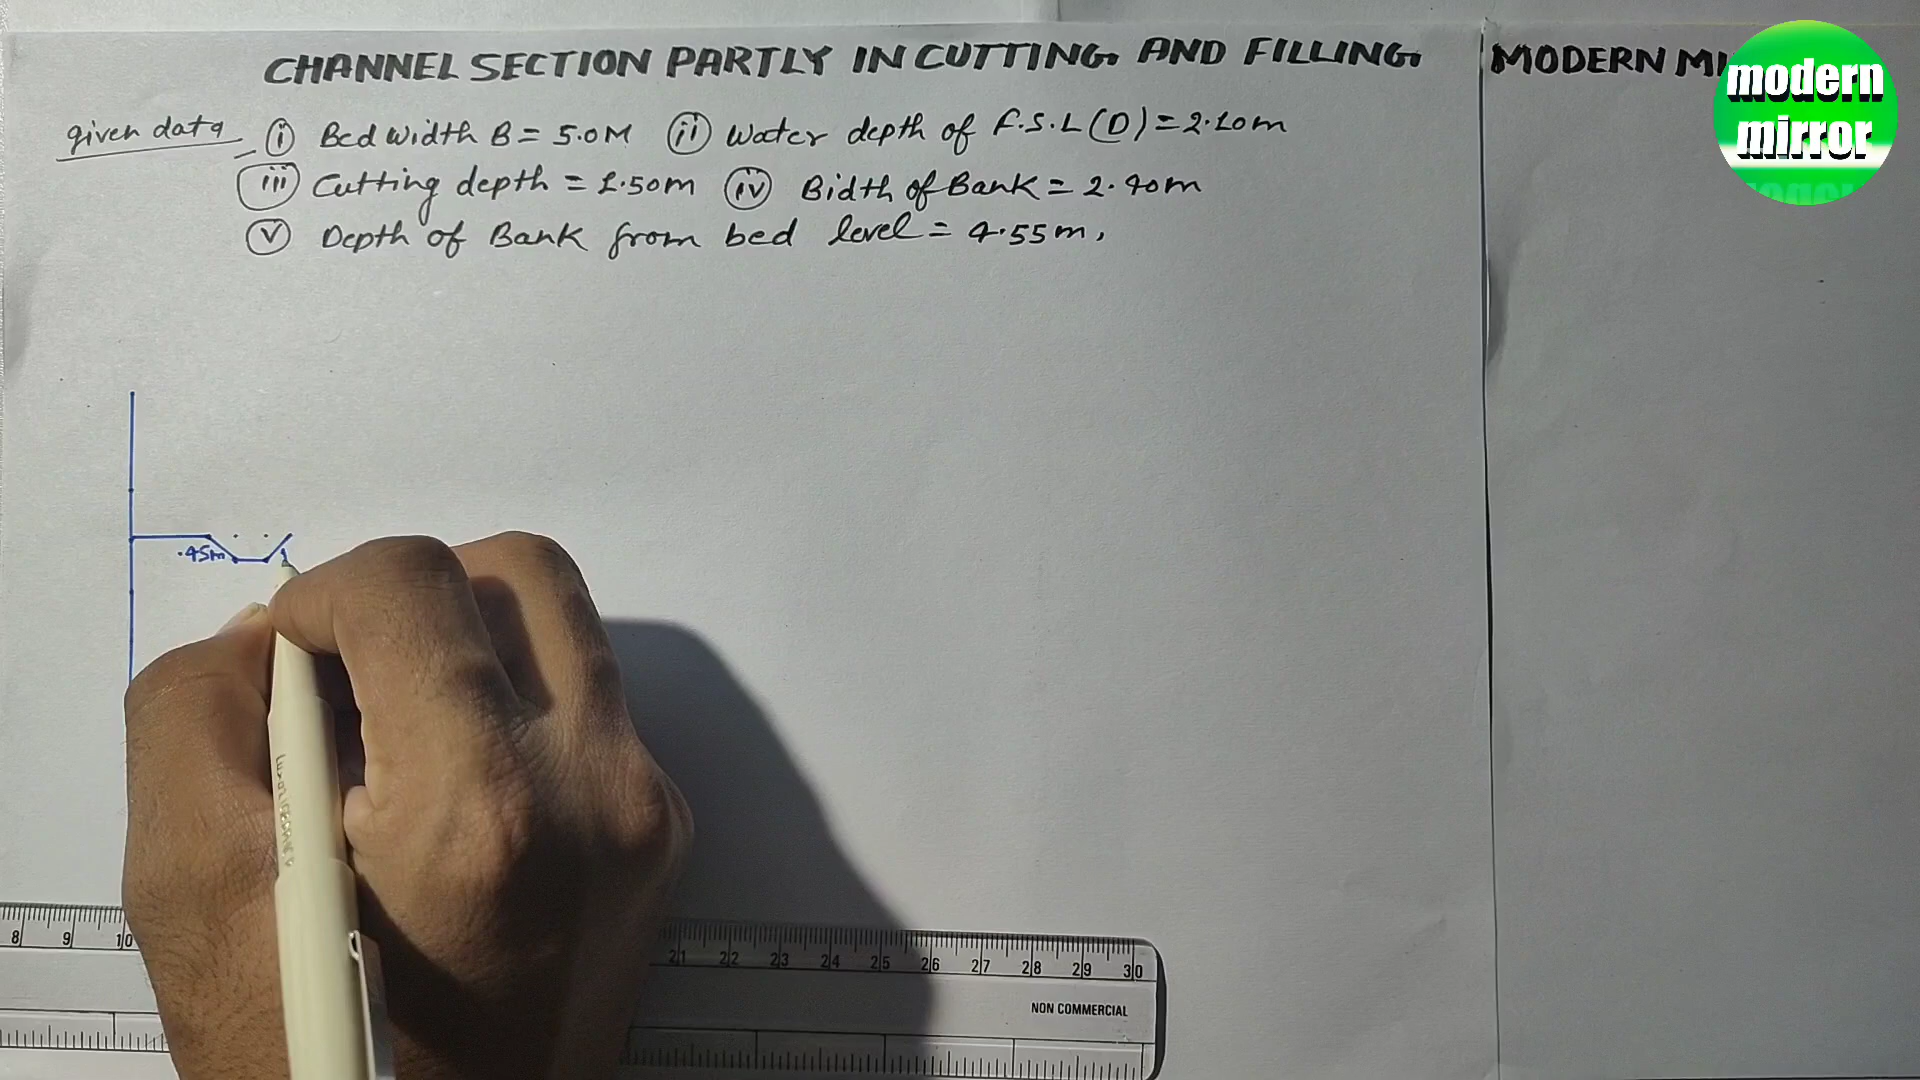 CHANNEL SECTION PARTLY IN CUTTING. AND FILLING.
MODERN MI
modern
mirror
given data (i) Bed width B = 5.0M (ii) Water depth of F.S.L (D) = 2.10m
(iii) Cutting depth = 1.50m (iv) Bidth of Bank = 2.40m
(v) Depth of Bank from bed level = 4.55m,
.45m
8 9 10 21 22 23 24 25 26 27 28 29 30
NON COMMERCIAL